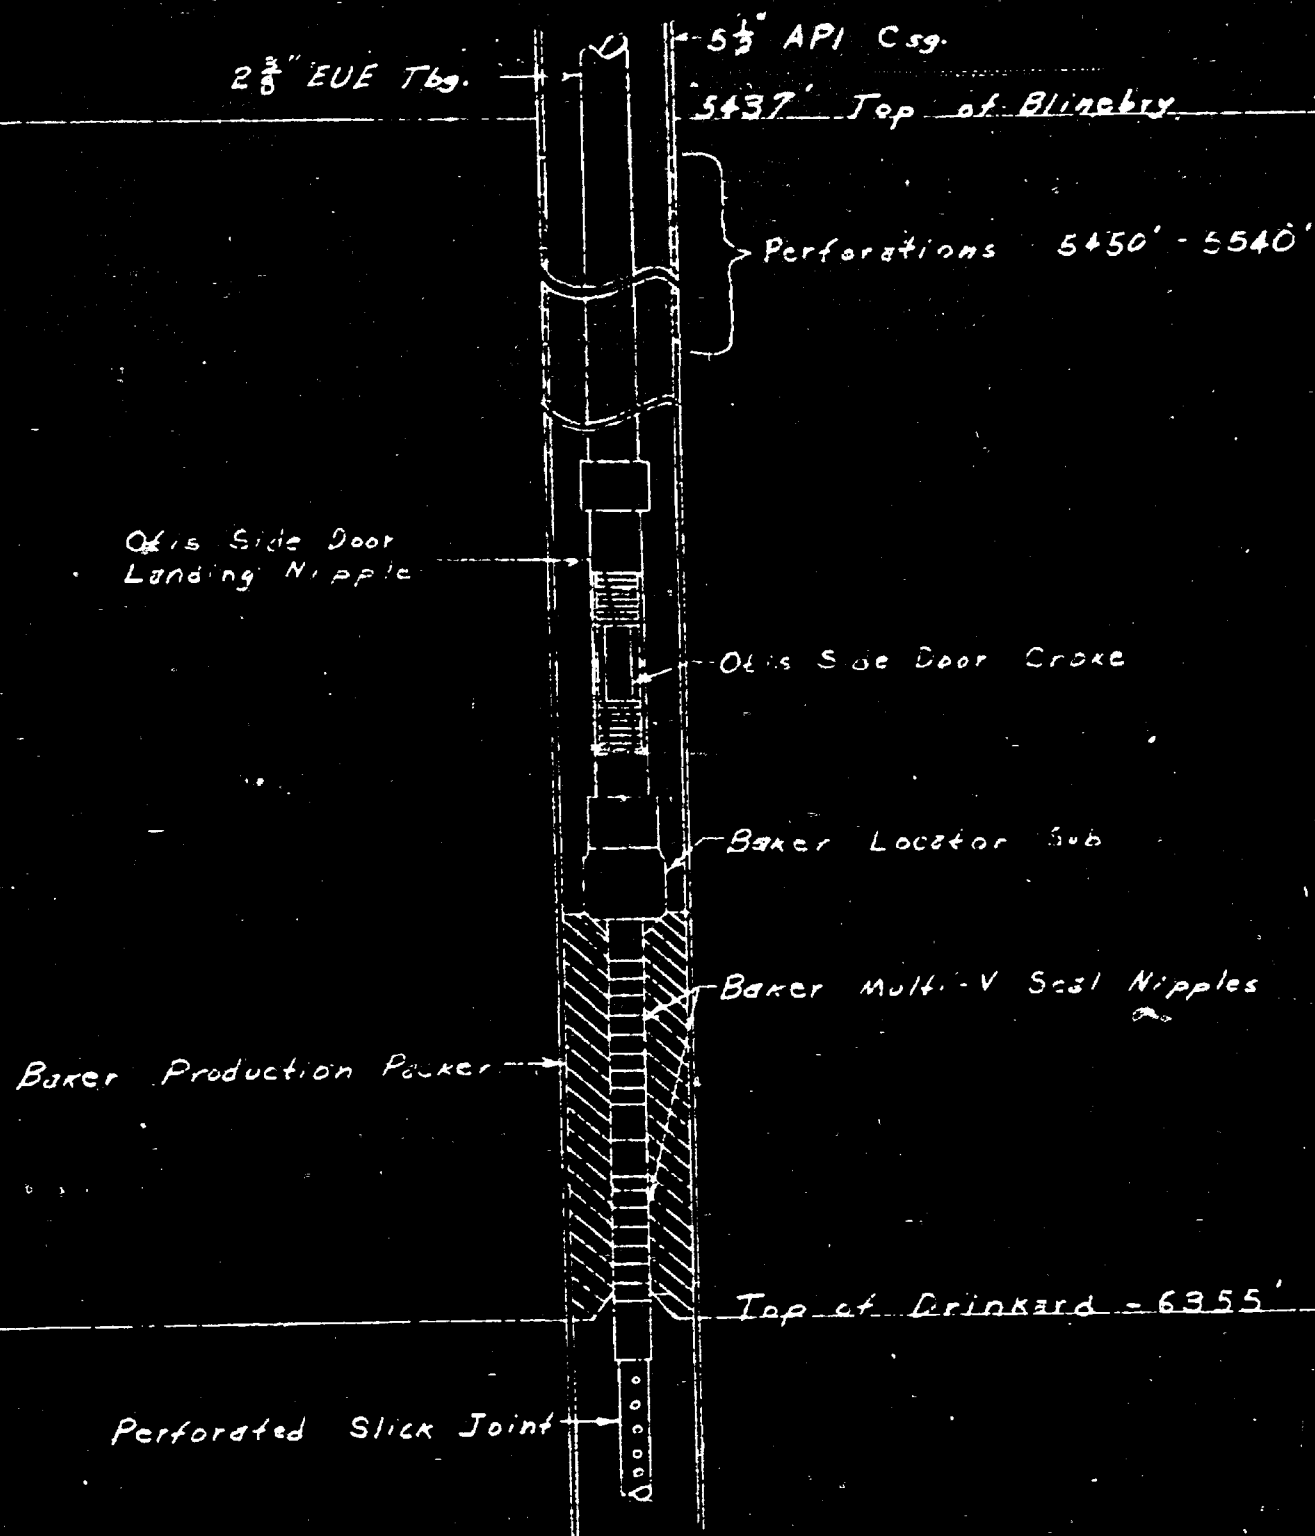 5½" API Csg.
2⅜" EUE Tbg.
5437' Top of Blinebry
Perforations 5450' - 5540'
Otis Side Door
Landing Nipple
Otis Side Door Choke
Baker Locator Sub
Baker Multi-V Seal Nipples
Baker Production Packer
Top of Drinkard - 6355'
Perforated Slick Joint